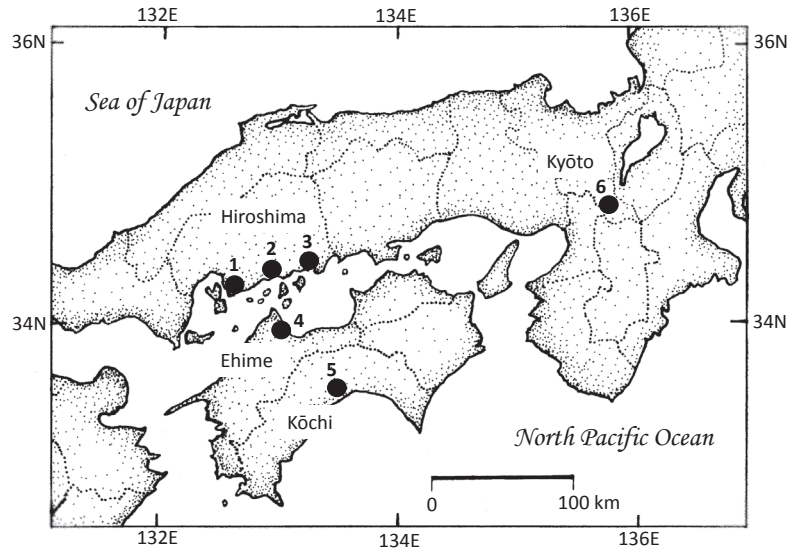 132E 134E 136E
36N 36N
Sea of Japan
Kyōto
6
Hiroshima
1 2 3
34N 4 34N
Ehime
5
Kōchi
North Pacific Ocean
0 100 km
132E 134E 136E